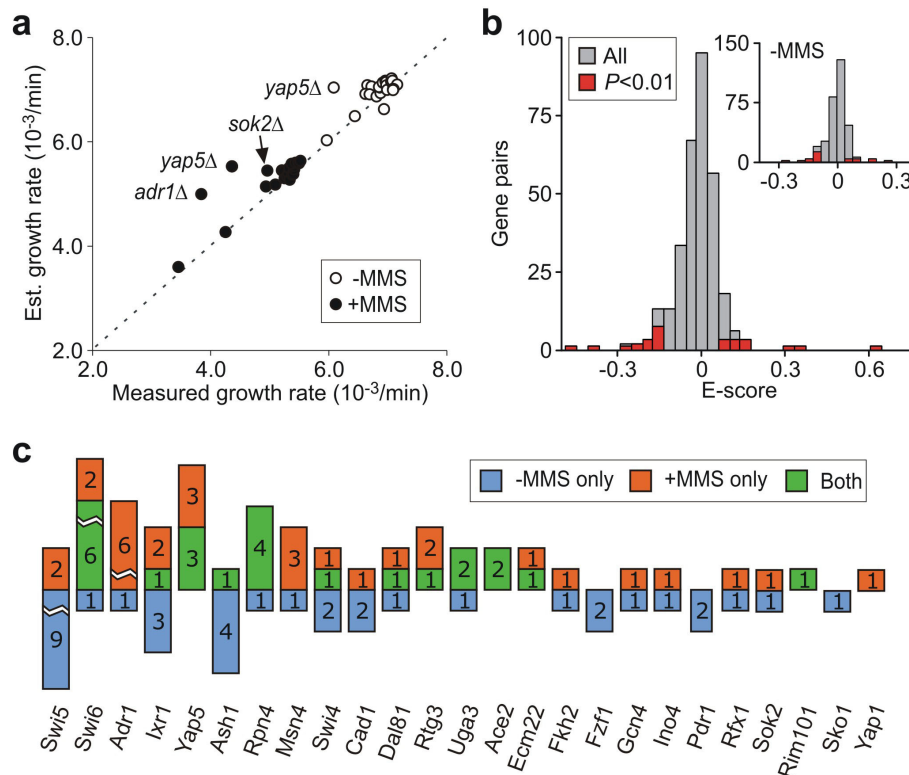 a
8.0
6.0
4.0
2.0
2.0
4.0
6.0
8.0
Est. growth rate (10⁻³/min)
Measured growth rate (10⁻³/min)
yap5Δ
sok2Δ
yap5Δ
adr1Δ
-MMS
+MMS
b
100
75
50
25
0
Gene pairs
-0.3
0
0.3
0.6
E-score
All
P<0.01
-MMS
150
75
0
-0.3
0
0.3
c
-MMS only
+MMS only
Both
2
9
2
6
1
6
1
2
1
3
3
3
1
4
4
1
3
1
1
1
2
1
2
1
1
1
2
1
2
1
2
1
1
1
1
2
1
1
1
1
2
1
1
1
1
1
1
1
Swi5
Swi6
Adr1
Ixr1
Yap5
Ash1
Rpn4
Msn4
Swi4
Cad1
Dal81
Rtg3
Uga3
Ace2
Ecm22
Fkh2
Fzf1
Gcn4
Ino4
Pdr1
Rfx1
Sok2
Rim101
Sko1
Yap1